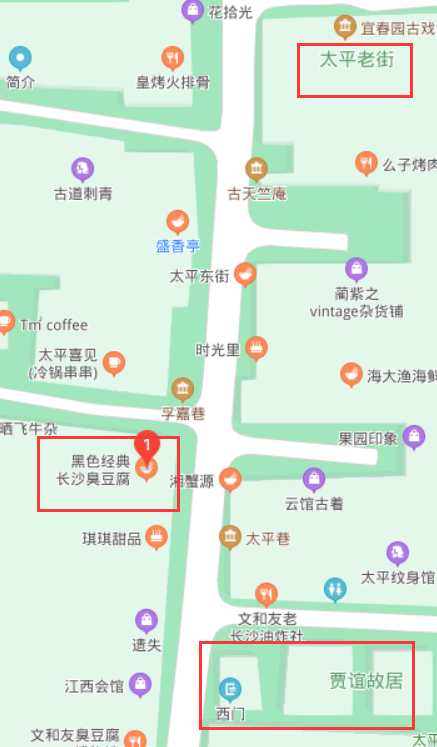 花拾光
宜春园古戏
太平老街
简介
皇烤火排骨
古道刺青
古天竺庵
么子烤肉
盛香亭
太平东街
蔺紫之
vintage杂货铺
T㎡ coffee
太平喜见
(冷锅串串)
时光里
海大渔海鲜
孚嘉巷
晒飞牛杂
1
果园印象
黑色经典
长沙臭豆腐
湘蟹源
云馆古着
琪琪甜品
太平巷
太平纹身馆
文和友老
长沙油炸社
遗失
贾谊故居
江西会馆
西门
文和友臭豆腐
太平